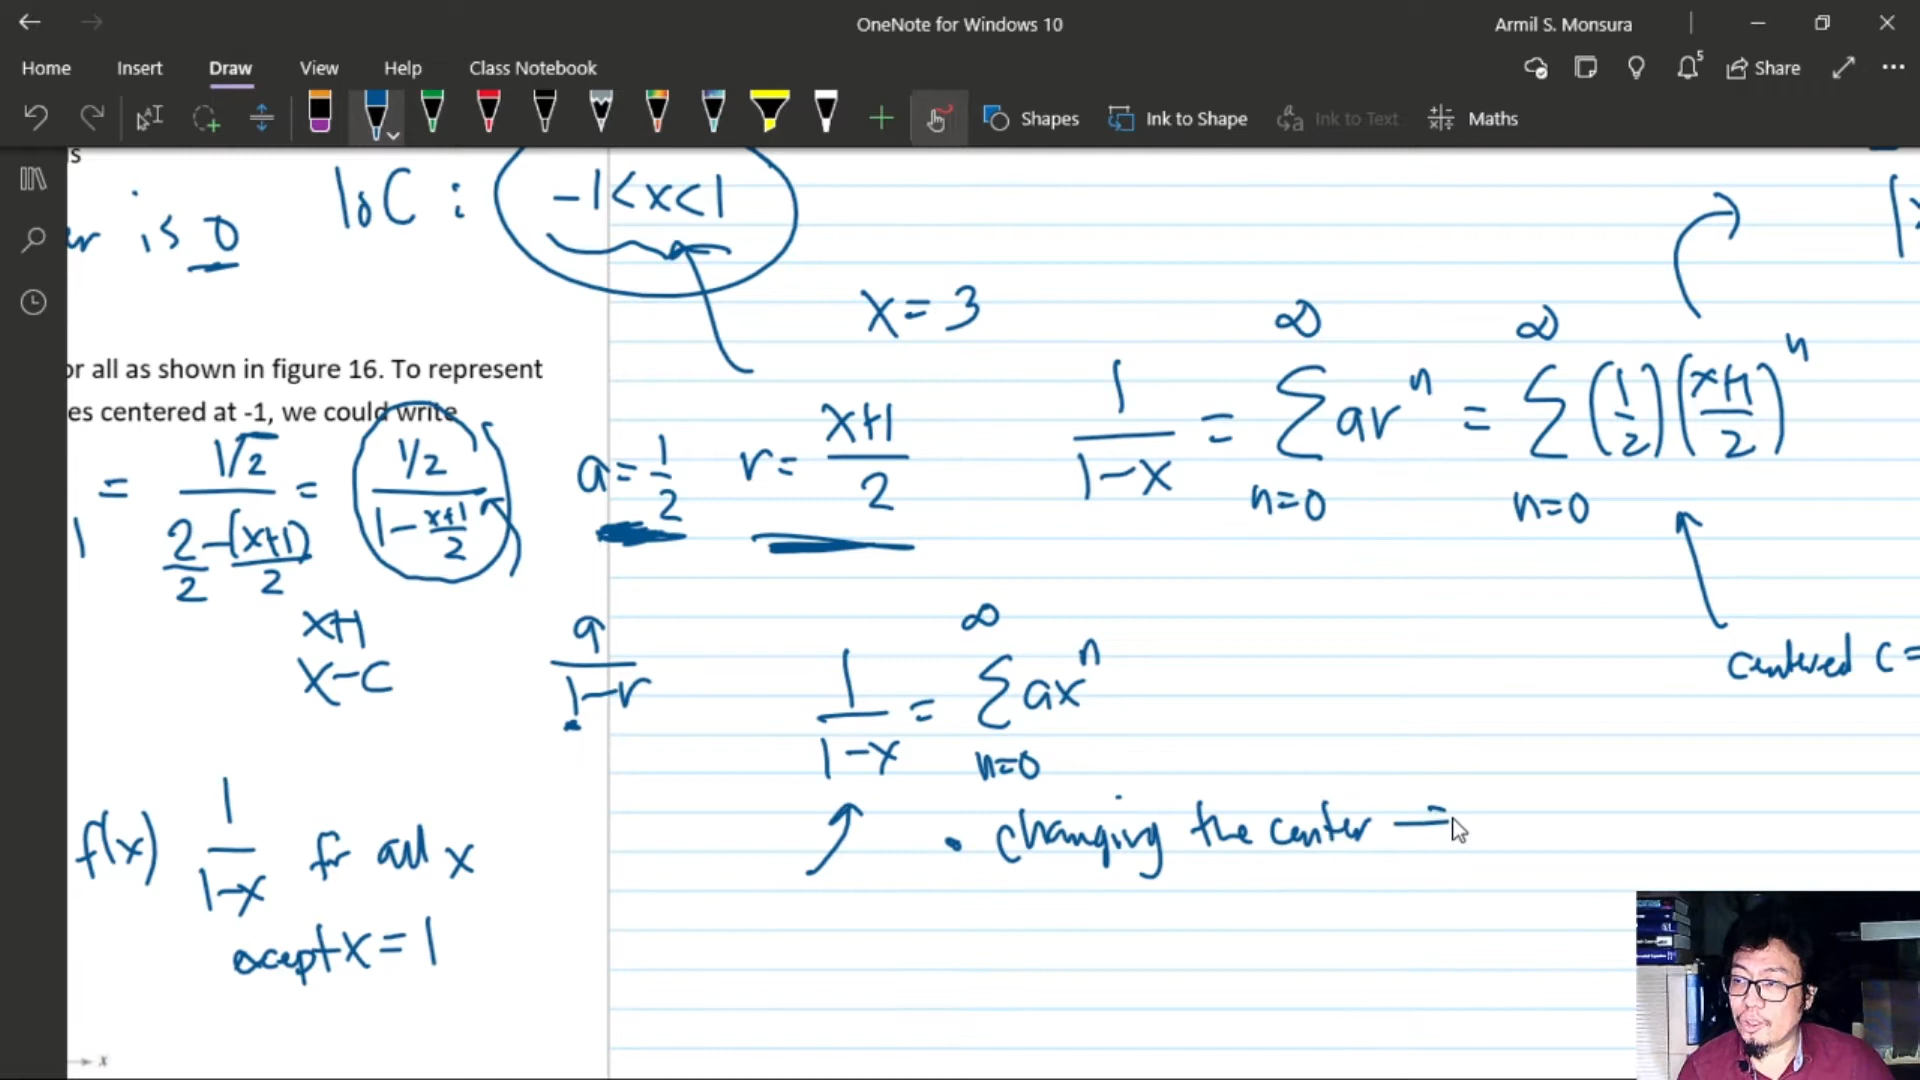 OneNote for Windows 10
Armil S. Monsura
Home Insert Draw View Help Class Notebook
5
Share
Shapes
Ink to Shape
Ink to Text
Maths
s
er is 0
IoC : -1<x<1
x = 3
or all as shown in figure 16. To represent
es centered at -1, we could write
1 = 1/2 / (2/2 - (x+1)/2) = 1/2 / (1 - (x+1)/2)
a = 1/2 r = (x+1)/2
1/(1-x) = ∞ Σ n=0 ar^n = ∞ Σ n=0 (1/2) ((x+1)/2)^n
x+1
x-c
a/(1-r)
1/(1-x) = ∞ Σ n=0 ax^n
centered c =
f(x) 1/(1-x) for all x
except x = 1
• changing the center
x